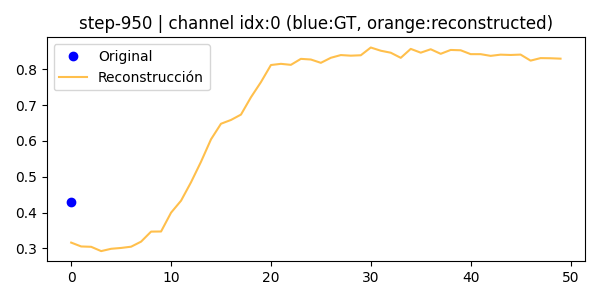 step-950 | channel idx:0 (blue:GT, orange:reconstructed)
Original
Reconstrucción
0.8
0.7
0.6
0.5
0.4
0.3
0 10 20 30 40 50